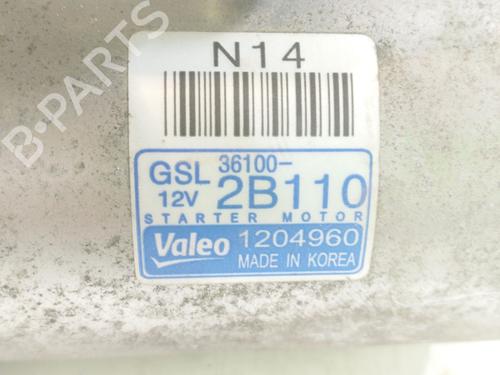 B-PARTS
N14
GSL 36100-
12V 2B110
STARTER MOTOR
Valeo 1204960
MADE IN KOREA